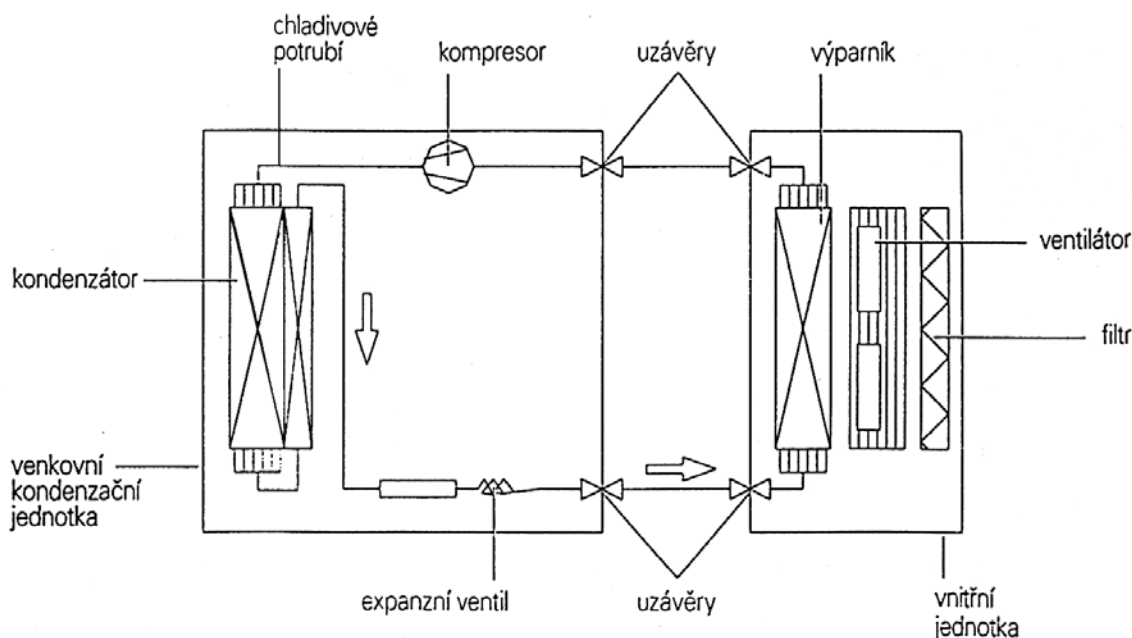 chladivové
potrubí
kompresor
uzávěry
výparník
kondenzátor
ventilátor
filtr
venkovní
kondenzační
jednotka
expanzní ventil
uzávěry
vnitřní
jednotka